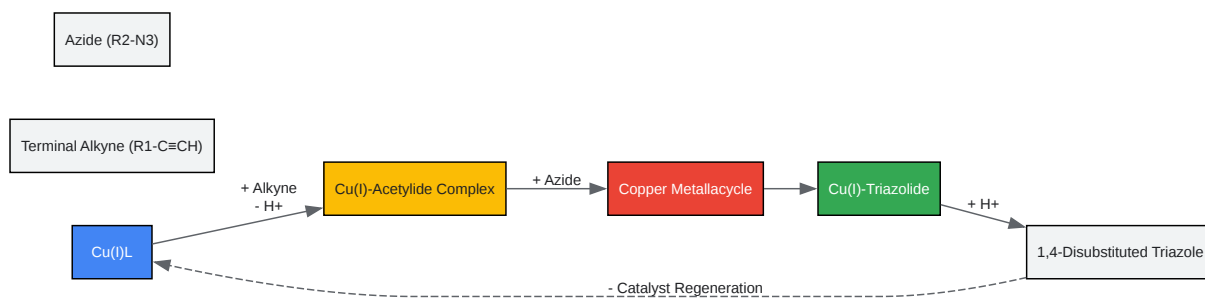 Azide (R2-N3)
Terminal Alkyne (R1-C≡CH)
+ Alkyne
- H+
Cu(I)L
Cu(I)-Acetylide Complex
+ Azide
Copper Metallacycle
Cu(I)-Triazolide
+ H+
1,4-Disubstituted Triazole
- Catalyst Regeneration